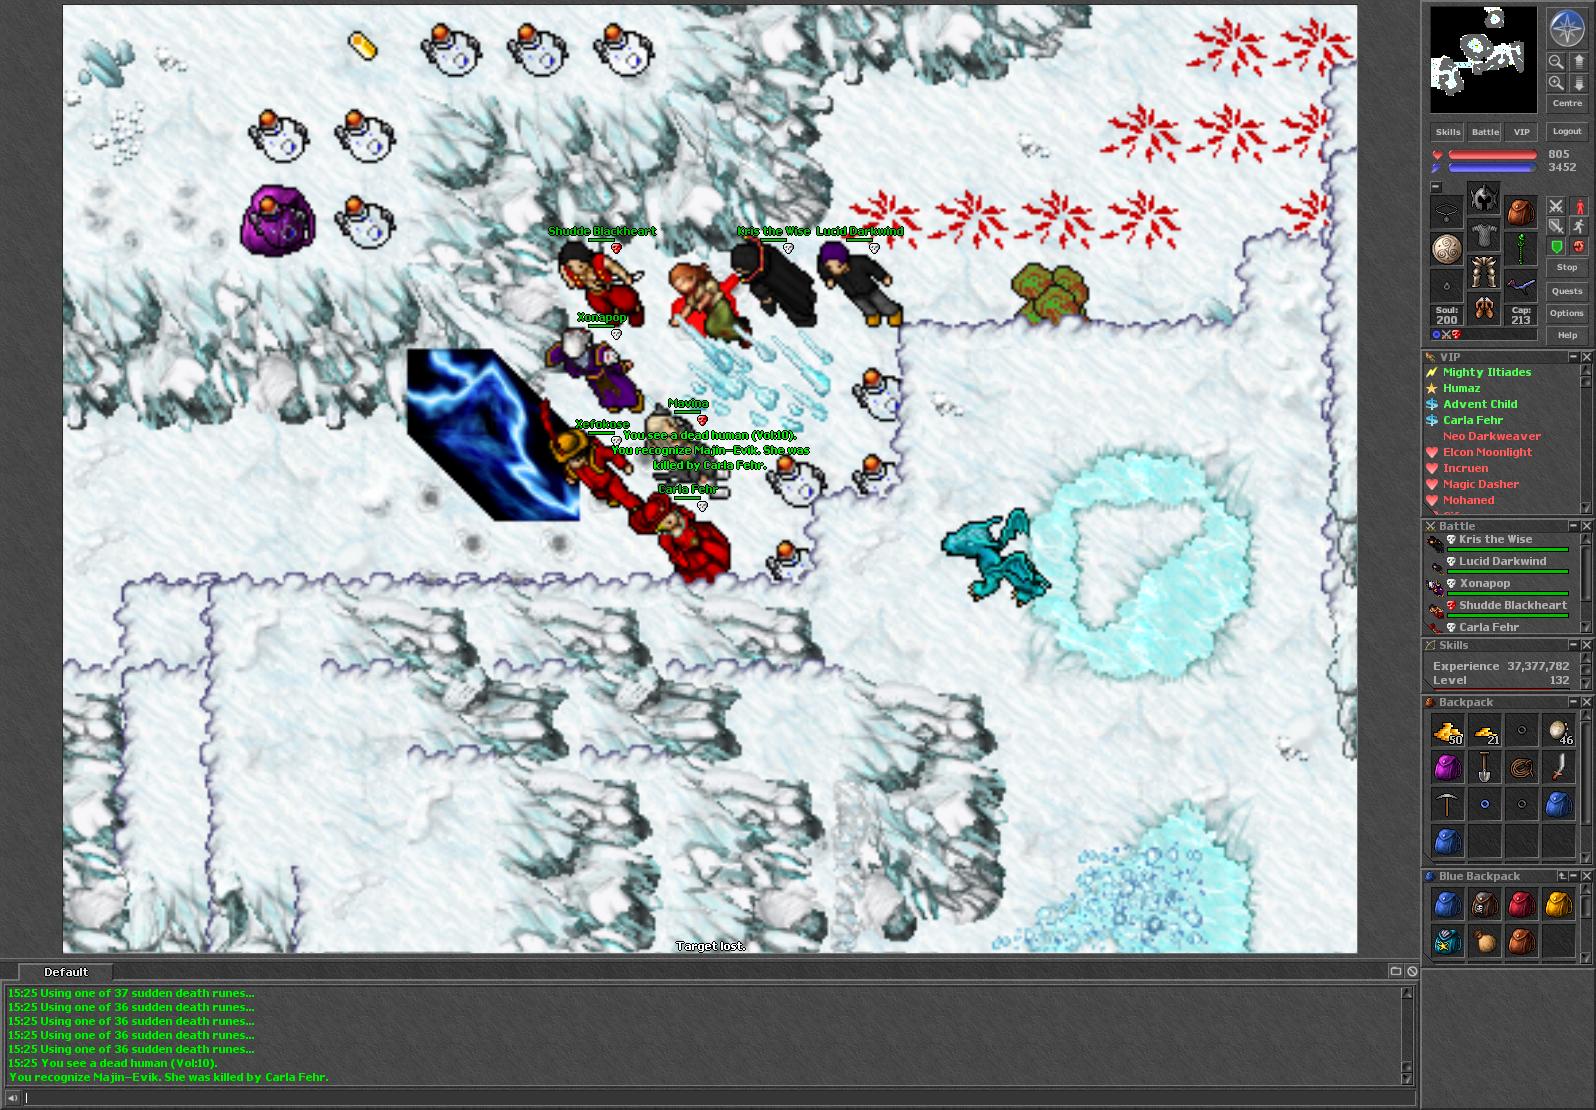 Shudde Blackheart
Kris the Wise
Lucid Darkwind
Xonapop
Mavina
Xefokose
You see a dead human (Vol:10).
You recognize Majin-Evik. She was
killed by Carla Fehr.
Carla Fehr
Target lost.
Centre
Skills
Battle
VIP
Logout
805
3452
Stop
Quests
Options
Help
Soul:
200
Cap:
213
VIP
Mighty Iltiades
Humaz
Advent Child
Carla Fehr
Neo Darkweaver
Elcon Moonlight
Incruen
Magic Dasher
Mohaned
Battle
Kris the Wise
Lucid Darkwind
Xonapop
Shudde Blackheart
Carla Fehr
Skills
Experience 37,377,782
Level 132
Backpack
50
21
46
Blue Backpack
Default
15:25 Using one of 37 sudden death runes...
15:25 Using one of 36 sudden death runes...
15:25 Using one of 36 sudden death runes...
15:25 Using one of 36 sudden death runes...
15:25 Using one of 36 sudden death runes...
15:25 You see a dead human (Vol:10).
You recognize Majin-Evik. She was killed by Carla Fehr.